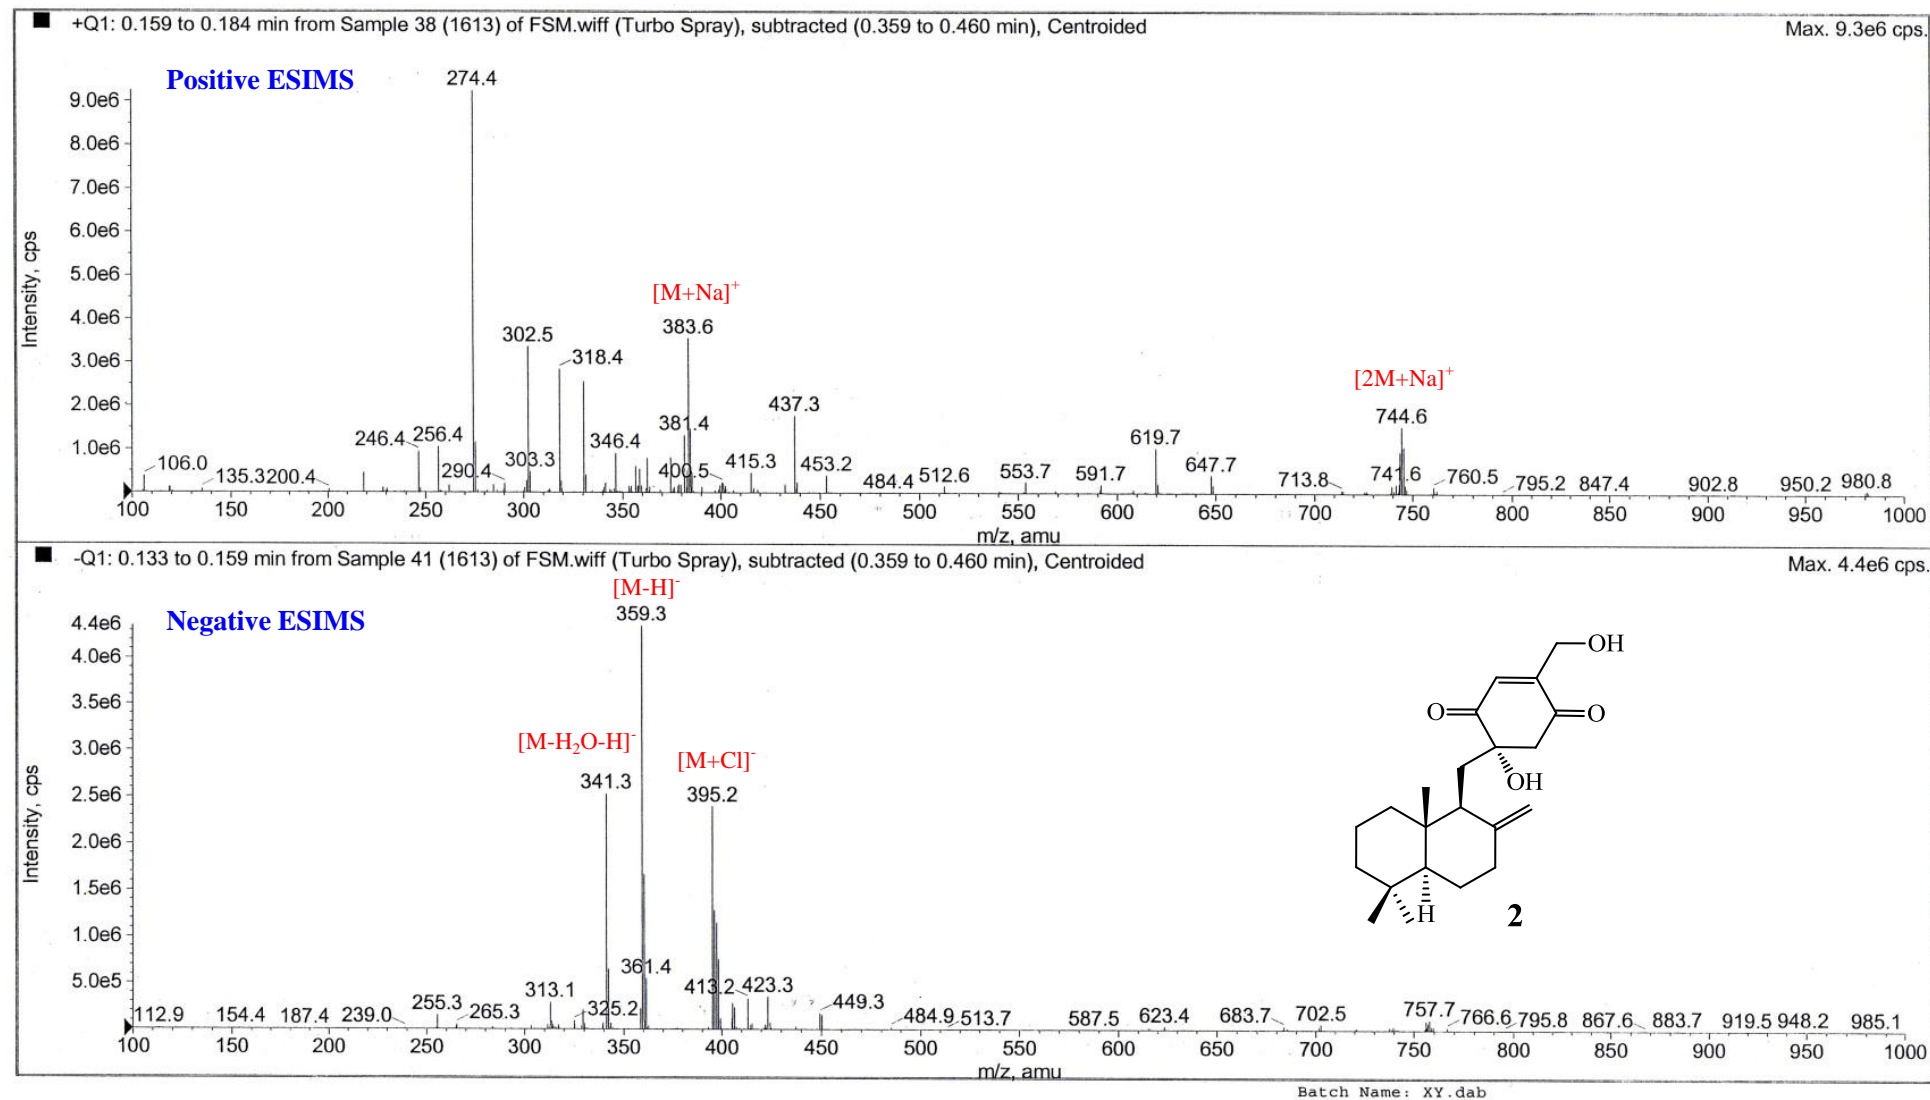 +Q1: 0.159 to 0.184 min from Sample 38 (1613) of FSM.wiff (Turbo Spray), subtracted (0.359 to 0.460 min), Centroided
Max. 9.3e6 cps.
Positive ESIMS
Intensity, cps
9.0e6
8.0e6
7.0e6
6.0e6
5.0e6
4.0e6
3.0e6
2.0e6
1.0e6
274.4
[M+Na]+
383.6
302.5
318.4
[2M+Na]+
744.6
437.3
381.4
346.4
246.4
256.4
619.7
106.0
135.3
200.4
290.4
303.3
400.5
415.3
453.2
484.4
512.6
553.7
591.7
647.7
713.8
741.6
760.5
795.2
847.4
902.8
950.2
980.8
100 150 200 250 300 350 400 450 500 550 600 650 700 750 800 850 900 950 1000
m/z, amu
-Q1: 0.133 to 0.159 min from Sample 41 (1613) of FSM.wiff (Turbo Spray), subtracted (0.359 to 0.460 min), Centroided
Max. 4.4e6 cps.
Negative ESIMS
Intensity, cps
4.4e6
4.0e6
3.5e6
3.0e6
2.5e6
2.0e6
1.5e6
1.0e6
5.0e5
[M-H]-
359.3
[M-H2O-H]-
341.3
[M+Cl]-
395.2
361.4
413.2
423.3
313.1
325.2
449.3
112.9
154.4
187.4
239.0
255.3
265.3
484.9
513.7
587.5
623.4
683.7
702.5
757.7
766.6
795.8
867.6
883.7
919.5
948.2
985.1
OH
O
O
OH
H
2
100 150 200 250 300 350 400 450 500 550 600 650 700 750 800 850 900 950 1000
m/z, amu
Batch Name: XY.dab